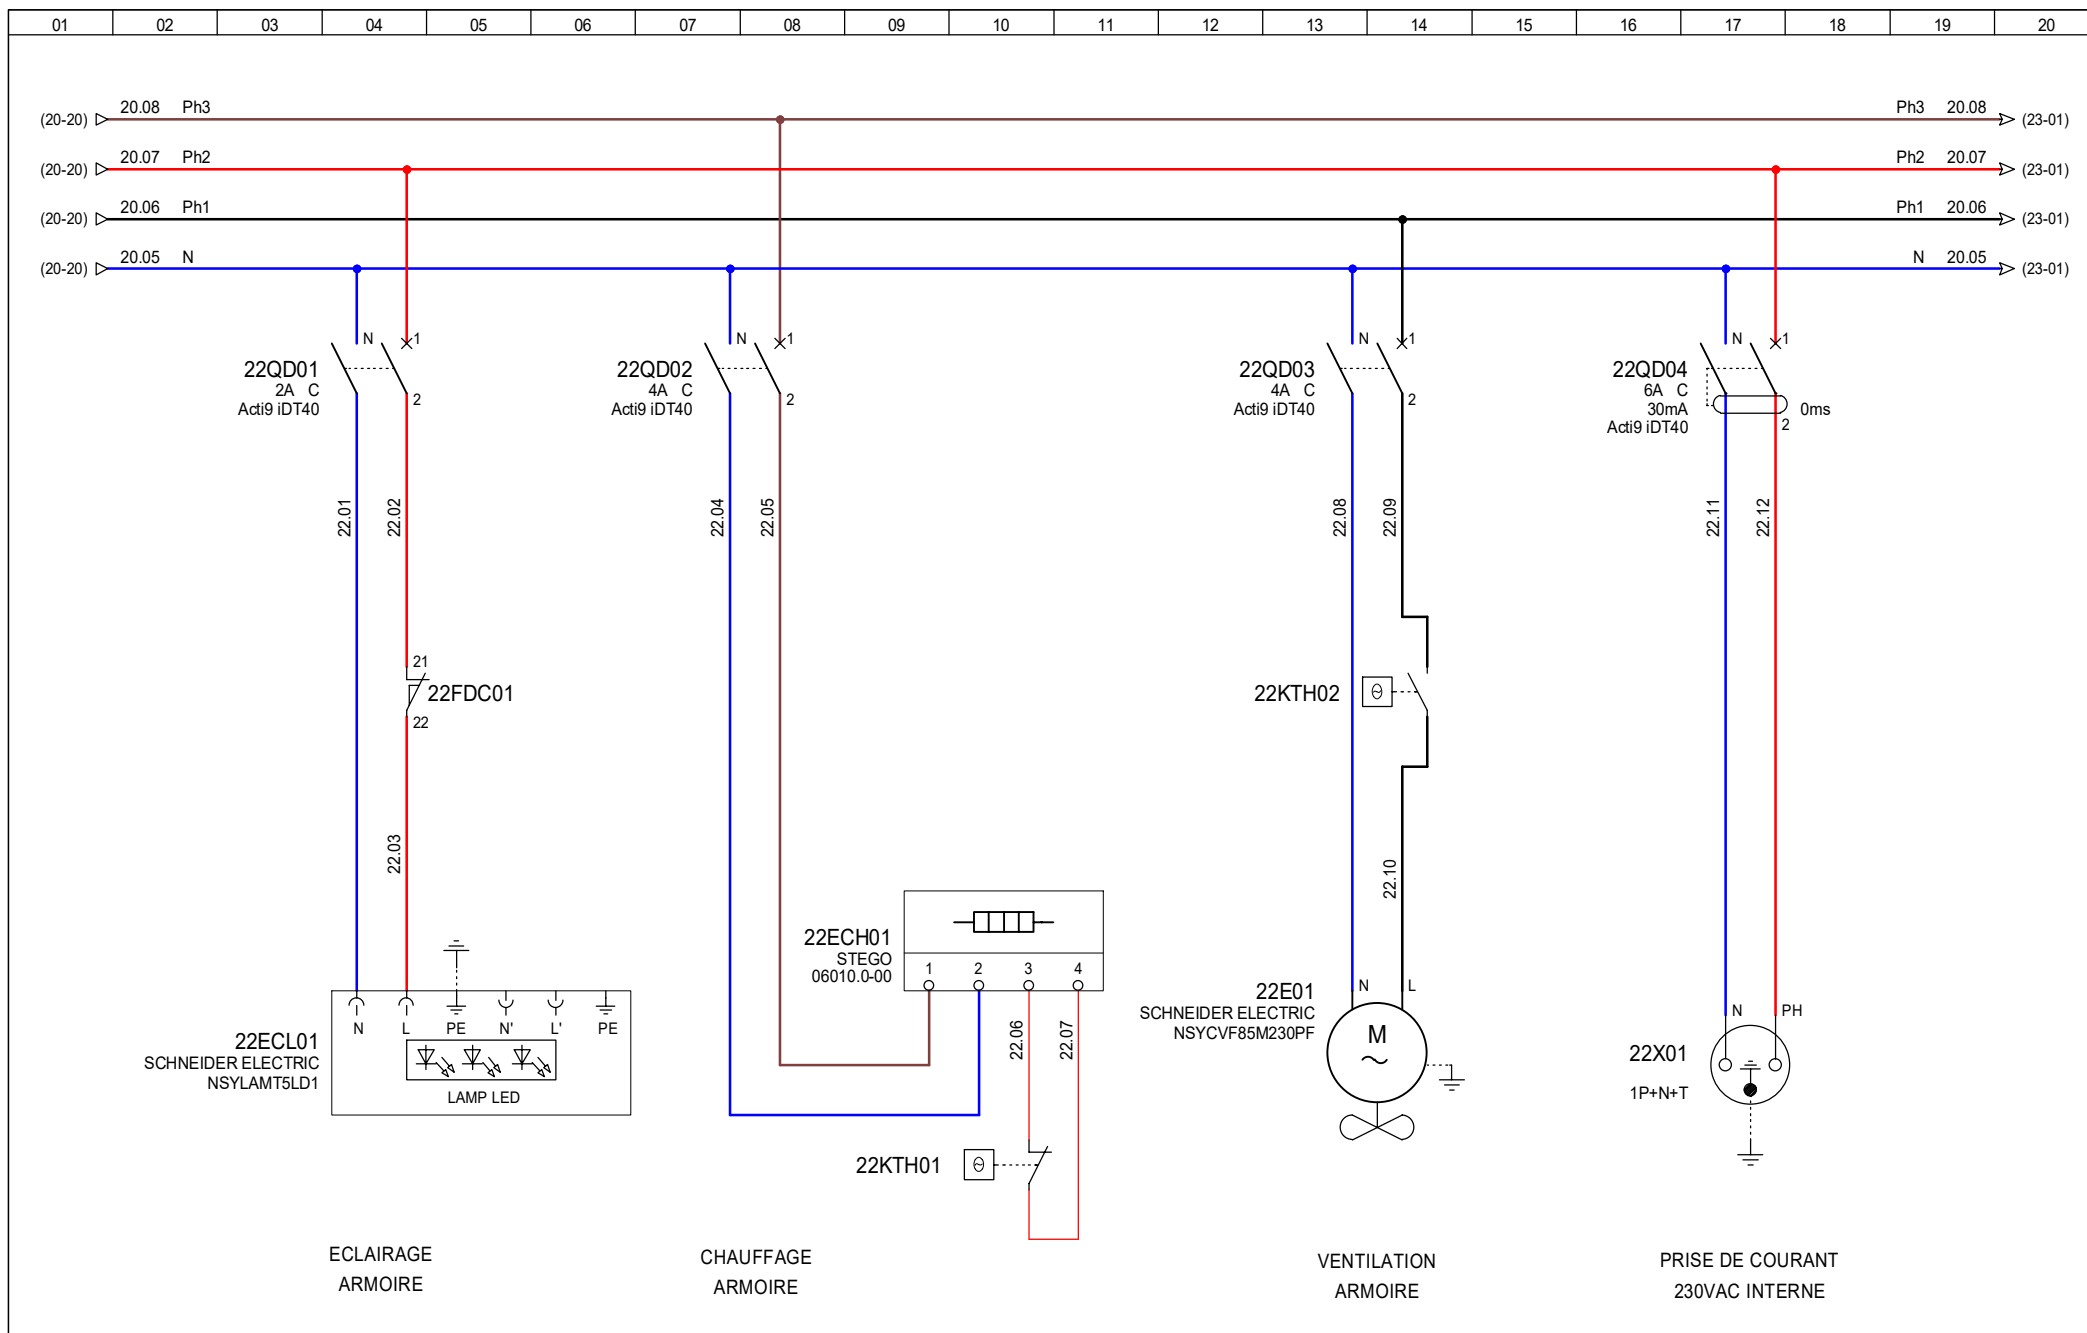 01 02 03 04 05 06 07 08 09 10 11 12 13 14 15 16 17 18 19 20
(20-20) 20.08 Ph3 Ph3 20.08 (23-01)
(20-20) 20.07 Ph2 Ph2 20.07 (23-01)
(20-20) 20.06 Ph1 Ph1 20.06 (23-01)
(20-20) 20.05 N N 20.05 (23-01)
N 1
22QD01
2A C
Acti9 iDT40
2
22.01
22.02
21
22FDC01
22
22.03
N L PE N' L' PE
22ECL01
SCHNEIDER ELECTRIC
NSYLAMT5LD1
LAMP LED
ECLAIRAGE
ARMOIRE
N 1
22QD02
4A C
Acti9 iDT40
2
22.04
22.05
22ECH01
STEGO
06010.0-00
1 2 3 4
22.06
22.07
22KTH01
CHAUFFAGE
ARMOIRE
N 1
22QD03
4A C
Acti9 iDT40
2
22.08
22.09
22KTH02
22.10
N L
22E01
SCHNEIDER ELECTRIC
NSYCVF85M230PF
M
VENTILATION
ARMOIRE
N 1
22QD04
6A C
30mA
Acti9 iDT40
0ms
2
22.11
22.12
N PH
22X01
1P+N+T
PRISE DE COURANT
230VAC INTERNE